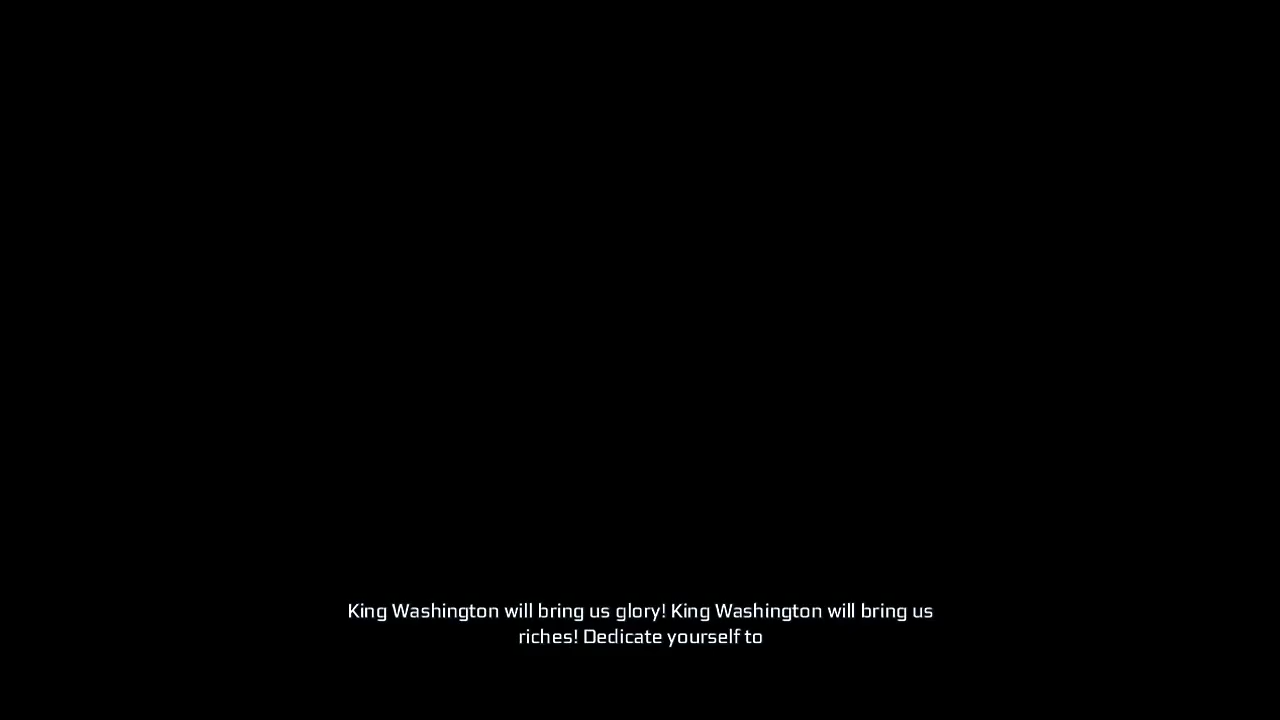 King Washington will bring us glory! King Washington will bring us
riches! Dedicate yourself to